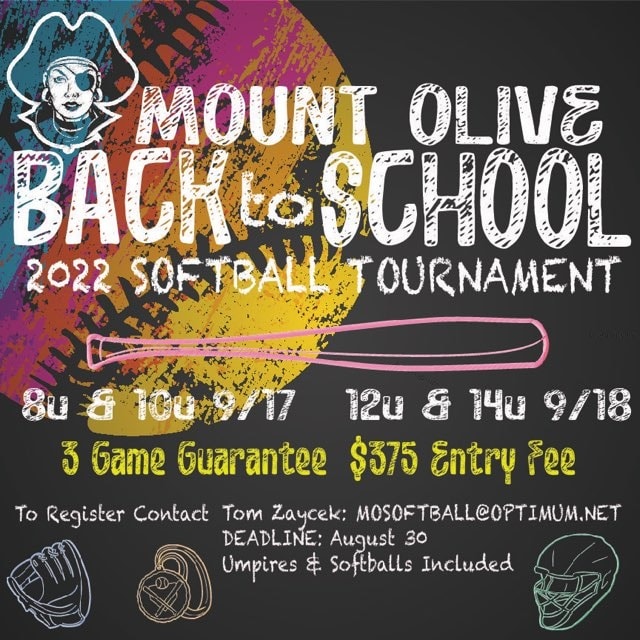 MOUNT OLIVE
BACK to SCHOOL
2022 SOFTBALL TOURNAMENT
8u & 10u 9/17 12u & 14u 9/18
3 Game Guarantee $375 Entry Fee
To Register Contact Tom Zaycek: MOSOFTBALL@OPTIMUM.NET
DEADLINE: August 30
Umpires & Softballs Included